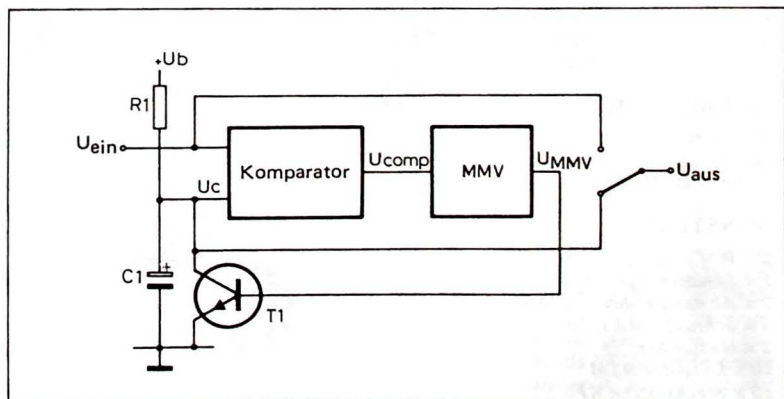 +Ub
R1
Uein
Komparator
Ucomp
MMV
UMMV
Uaus
Uc
C1
+
T1